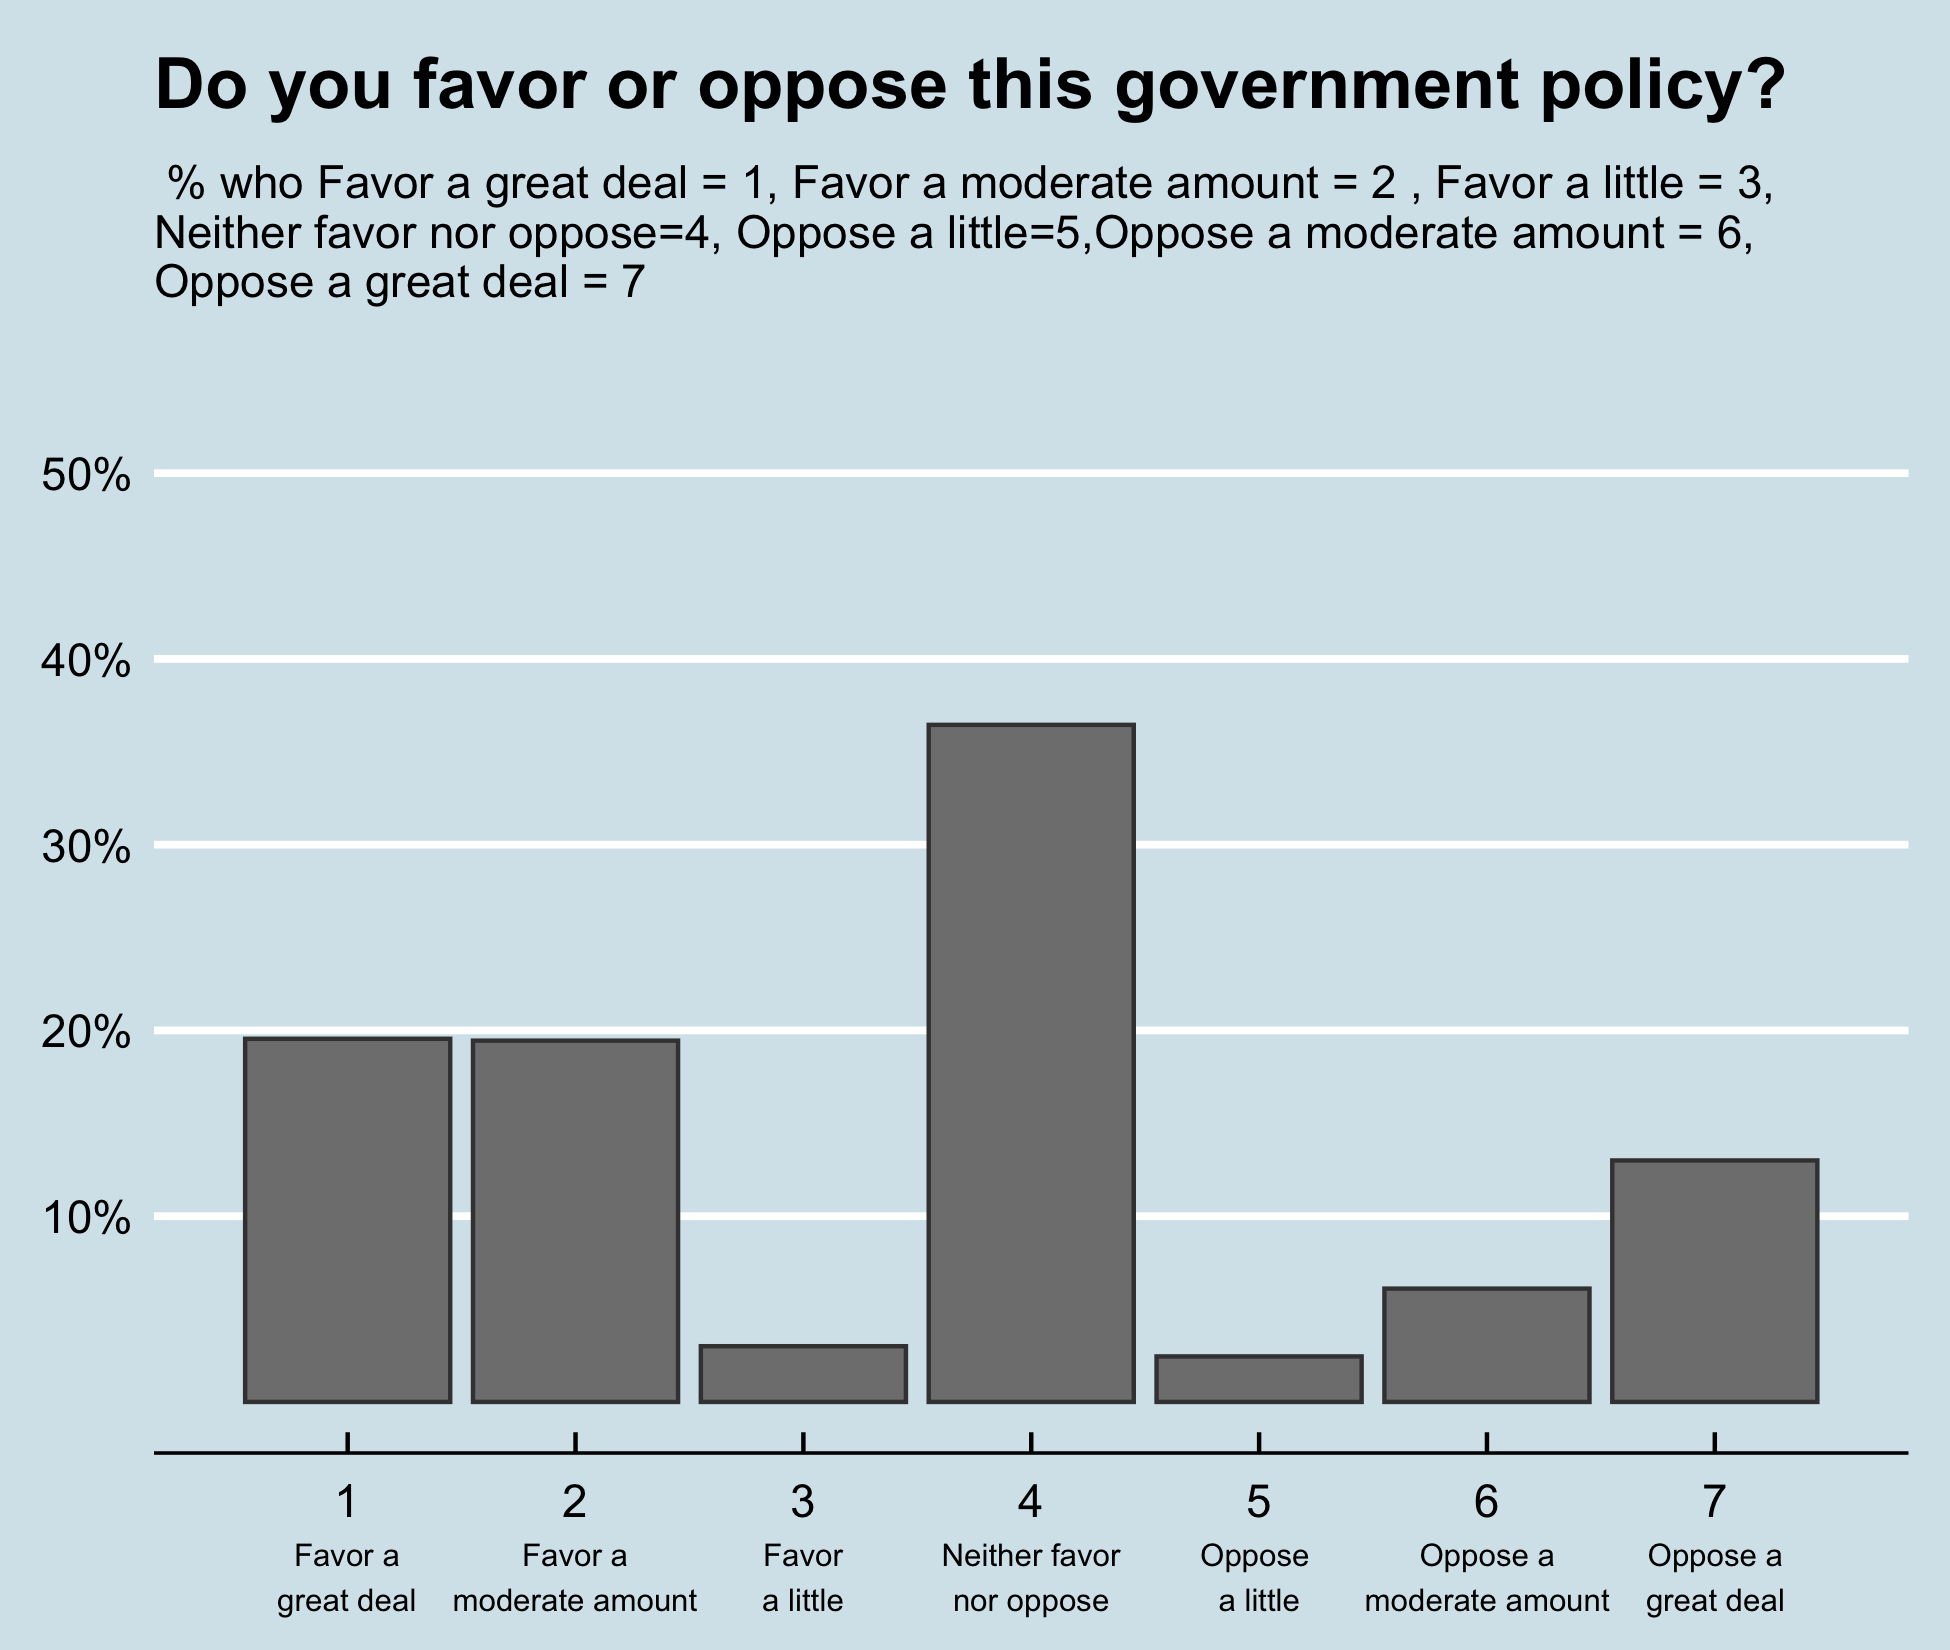 Do you favor or oppose this government policy?
% who Favor a great deal = 1, Favor a moderate amount = 2 , Favor a little = 3,
Neither favor nor oppose=4, Oppose a little=5,Oppose a moderate amount = 6,
Oppose a great deal = 7
50%
40%
30%
20%
10%
1 2 3 4 5 6 7
Favor a Favor a Favor Neither favor Oppose Oppose a Oppose a
great deal moderate amount a little nor oppose a little moderate amount great deal